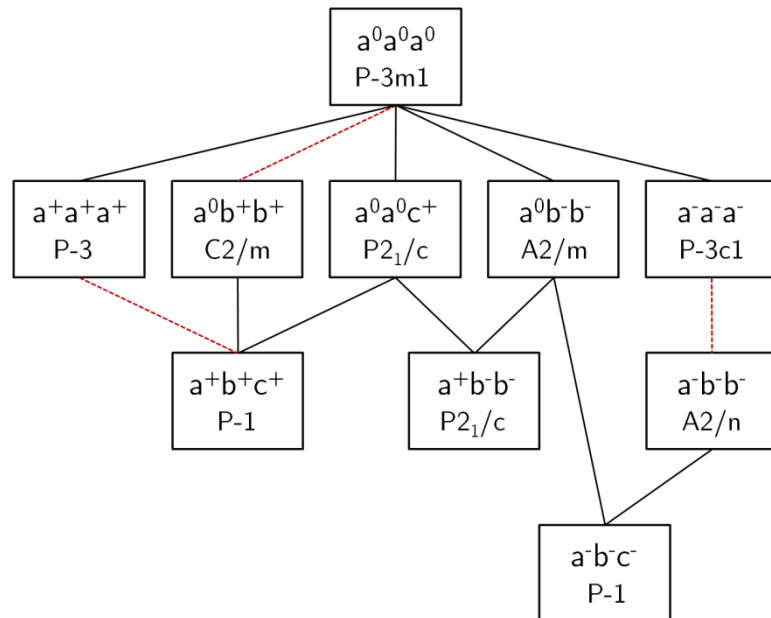 a⁰a⁰a⁰
P-3m1
a⁺a⁺a⁺
P-3
a⁰b⁺b⁺
C2/m
a⁰a⁰c⁺
P2₁/c
a⁰b⁻b⁻
A2/m
a⁻a⁻a⁻
P-3c1
a⁺b⁺c⁺
P-1
a⁺b⁻b⁻
P2₁/c
a⁻b⁻b⁻
A2/n
a⁻b⁻c⁻
P-1